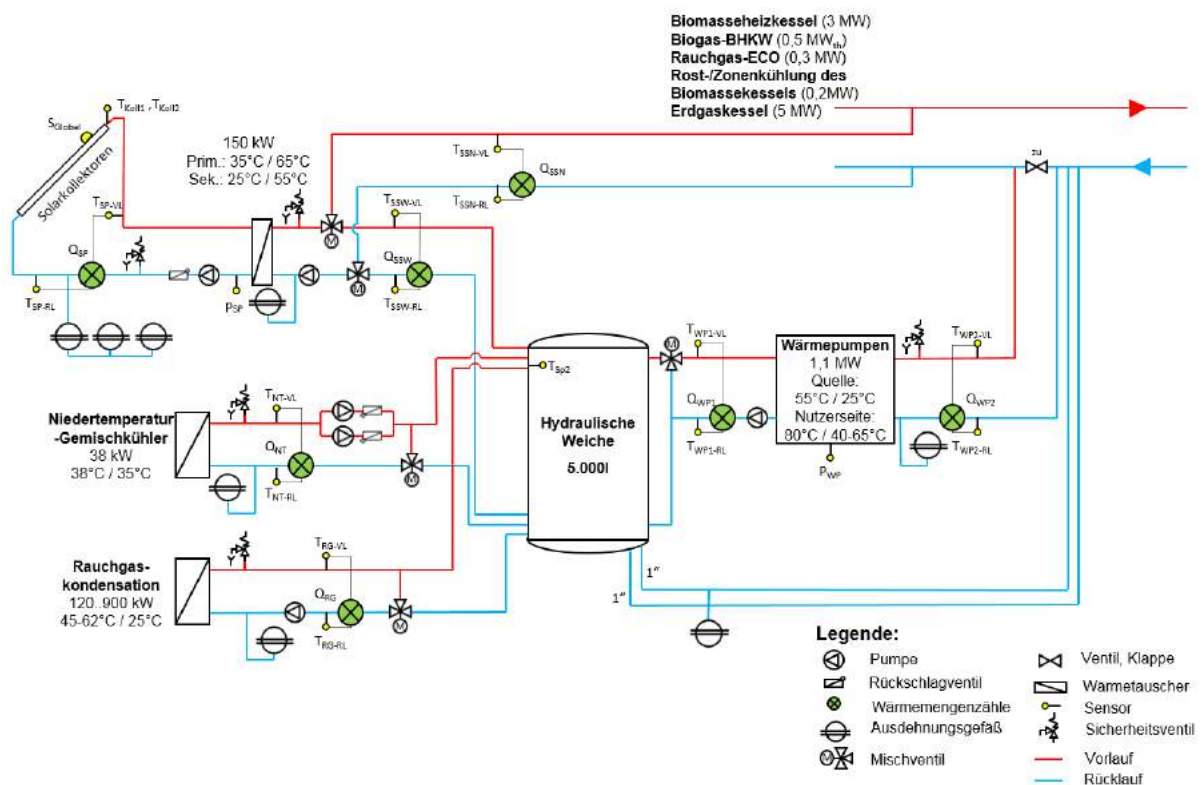 Biomasseheizkessel (3 MW)
Biogas-BHKW (0,5 MWth)
Rauchgas-ECO (0,3 MW)
Rost-/Zonenkühlung des
Biomassekessels (0,2MW)
Erdgaskessel (5 MW)
TKoll1 ,TKoll2
SGlobal
Solarkollektoren
150 kW
Prim.: 35°C / 65°C
Sek.: 25°C / 55°C
TSSN-VL
QSSN
TSSN-RL
zu
TSP-VL
QSP
TSP-RL
PSP
M
M
TSSW-VL
QSSW
TSSW-RL
TSp2
Hydraulische
Weiche
5.000l
M
TWP1-VL
QWP1
TWP1-RL
Wärmepumpen
1,1 MW
Quelle:
55°C / 25°C
Nutzerseite:
80°C / 40-65°C
PWP
TWP2-VL
QWP2
TWP2-RL
Niedertemperatur
-Gemischkühler
38 kW
38°C / 35°C
TNT-VL
QNT
TNT-RL
M
Rauchgas-
kondensation
120..900 kW
45-62°C / 25°C
TRG-VL
QRG
TRG-RL
M
1“
1“
Legende:
Pumpe
Rückschlagventil
Wärmemengenzähle
Ausdehnungsgefäß
M
Mischventil
Ventil, Klappe
Wärmetauscher
Sensor
Sicherheitsventil
Vorlauf
Rücklauf